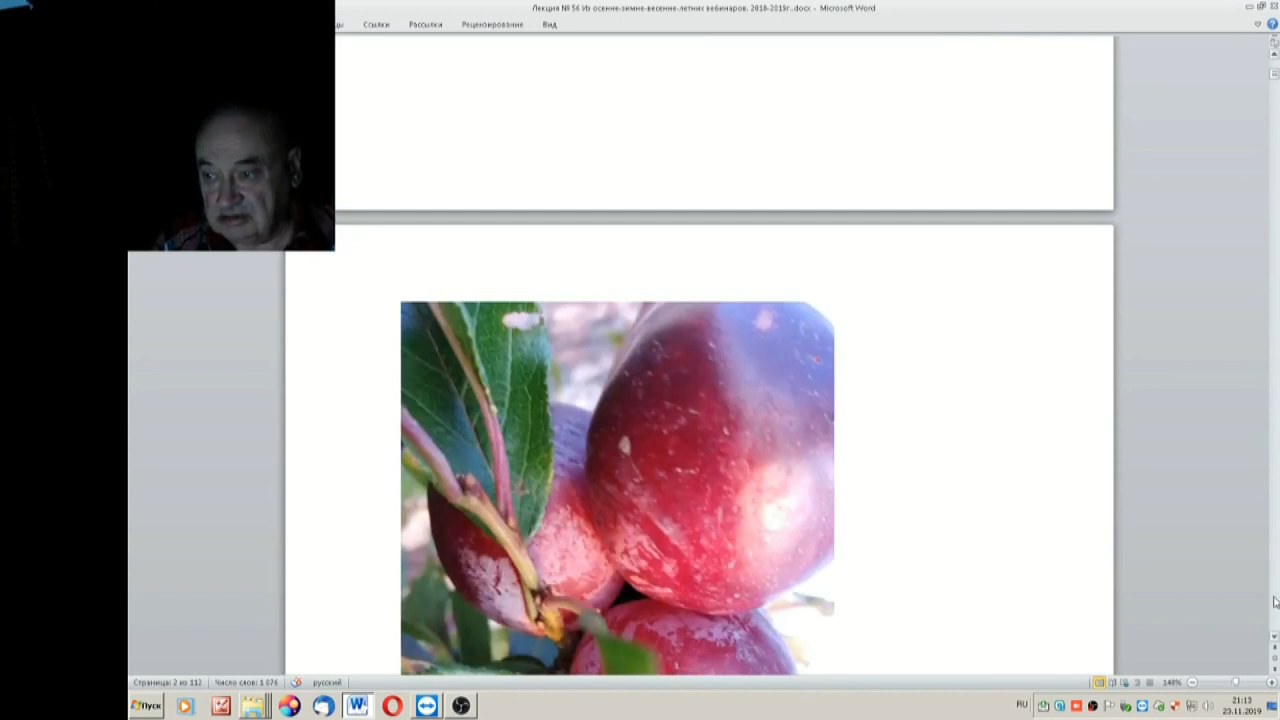 Лекция № 56 Из осенне-зимне-весенне-летних вебинаров. 2018-2019г..docx - Microsoft Word
Ссылки Рассылки Рецензирование Вид
Страница: 2 из 112 Число слов: 1 076 русский 148%
Пуск RU 21:13
23.11.2019